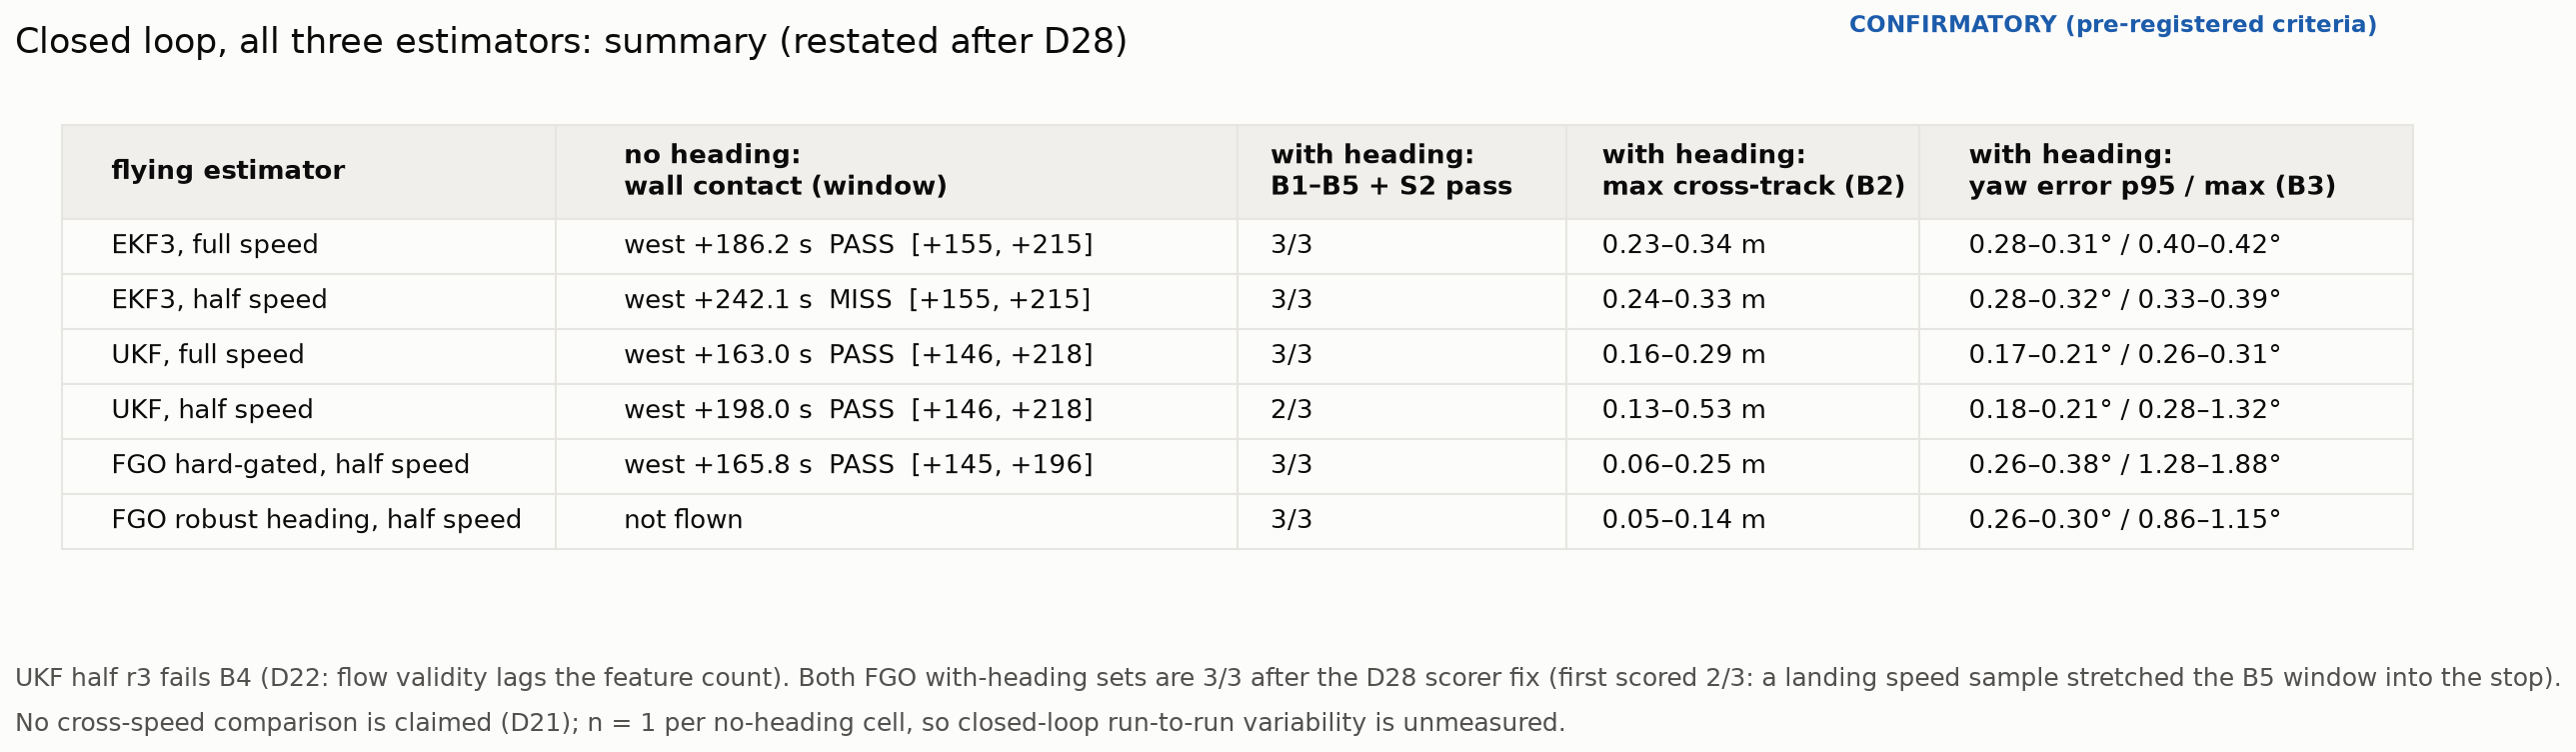 Closed loop, all three estimators: summary (restated after D28)
CONFIRMATORY (pre-registered criteria)
flying estimator
no heading:
wall contact (window)
with heading:
B1–B5 + S2 pass
with heading:
max cross-track (B2)
with heading:
yaw error p95 / max (B3)
EKF3, full speed west +186.2 s PASS [+155, +215] 3/3 0.23–0.34 m 0.28–0.31° / 0.40–0.42°
EKF3, half speed west +242.1 s MISS [+155, +215] 3/3 0.24–0.33 m 0.28–0.32° / 0.33–0.39°
UKF, full speed west +163.0 s PASS [+146, +218] 3/3 0.16–0.29 m 0.17–0.21° / 0.26–0.31°
UKF, half speed west +198.0 s PASS [+146, +218] 2/3 0.13–0.53 m 0.18–0.21° / 0.28–1.32°
FGO hard-gated, half speed west +165.8 s PASS [+145, +196] 3/3 0.06–0.25 m 0.26–0.38° / 1.28–1.88°
FGO robust heading, half speed not flown 3/3 0.05–0.14 m 0.26–0.30° / 0.86–1.15°
UKF half r3 fails B4 (D22: flow validity lags the feature count). Both FGO with-heading sets are 3/3 after the D28 scorer fix (first scored 2/3: a landing speed sample stretched the B5 window into the stop).
No cross-speed comparison is claimed (D21); n = 1 per no-heading cell, so closed-loop run-to-run variability is unmeasured.